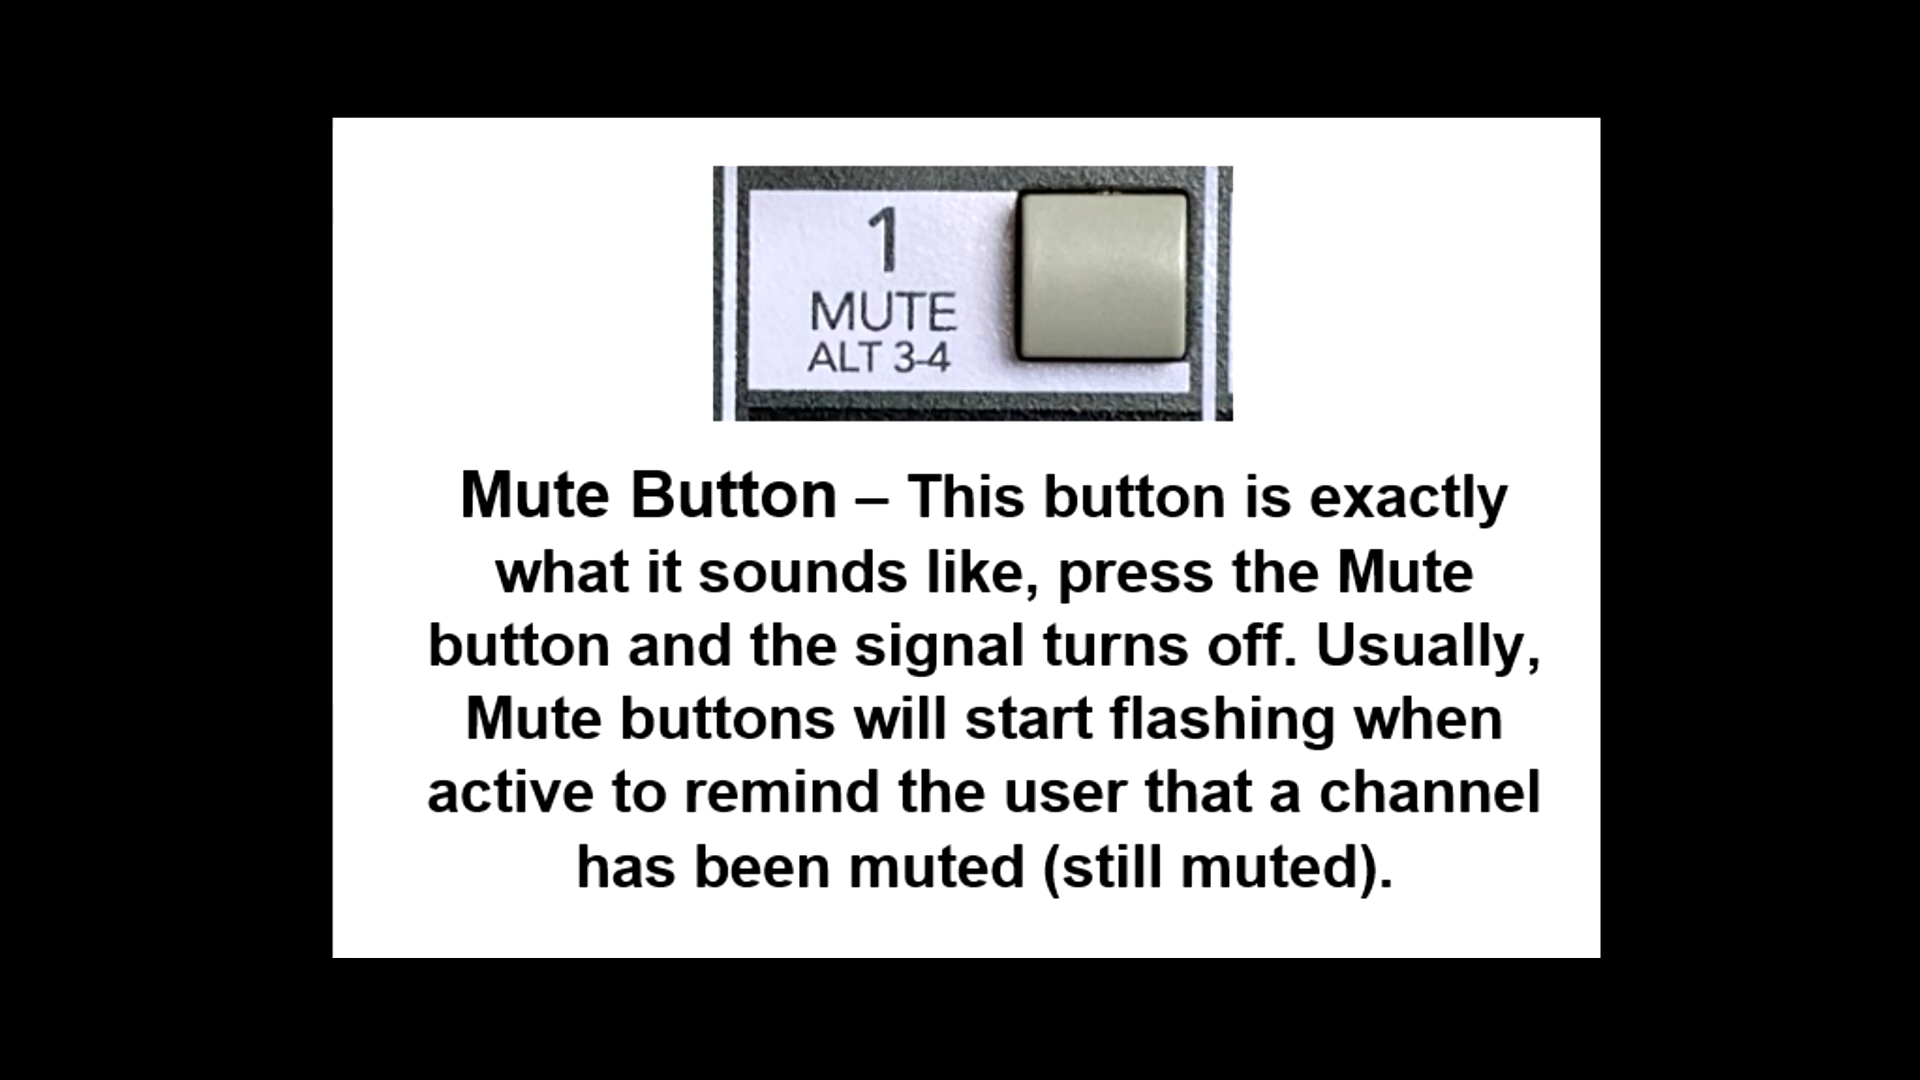 1
MUTE
ALT 3-4
Mute Button – This button is exactly
what it sounds like, press the Mute
button and the signal turns off. Usually,
Mute buttons will start flashing when
active to remind the user that a channel
has been muted (still muted).